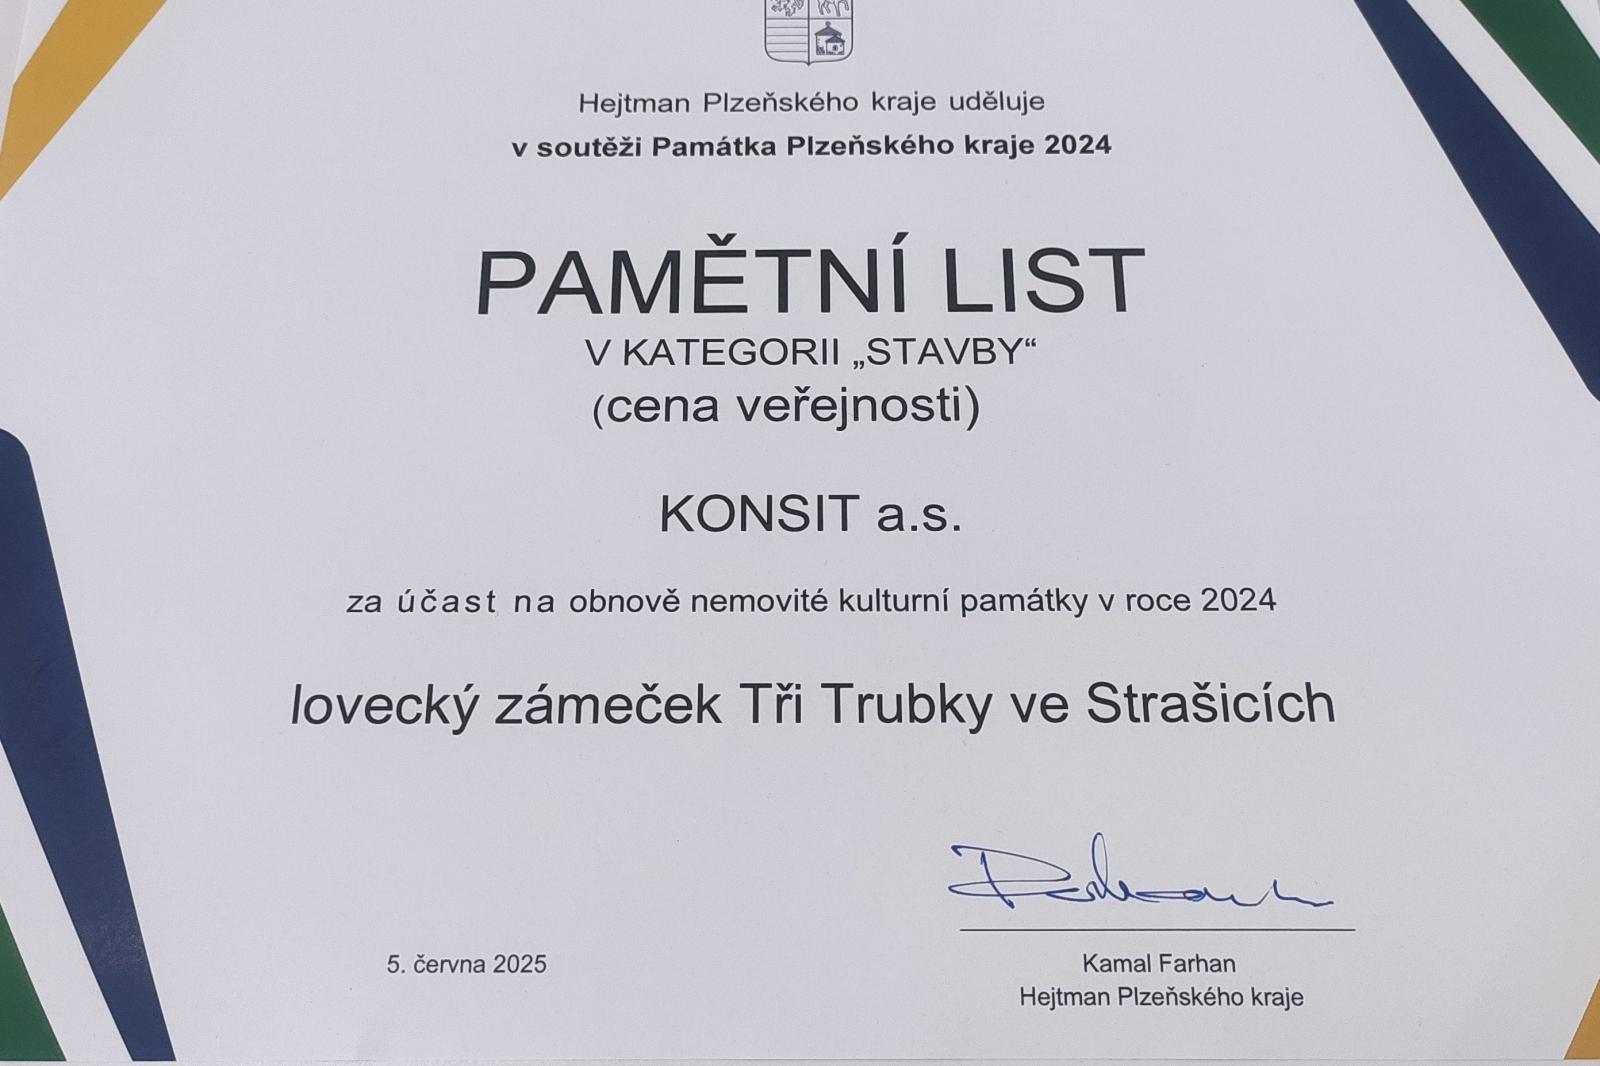 Hejtman Plzeňského kraje uděluje
v soutěži Památka Plzeňského kraje 2024
PAMĚTNÍ LIST
V KATEGORII „STAVBY“
(cena veřejnosti)
KONSIT a.s.
za účast na obnově nemovité kulturní památky v roce 2024
lovecký zámeček Tři Trubky ve Strašicích
5. června 2025
Kamal Farhan
Hejtman Plzeňského kraje